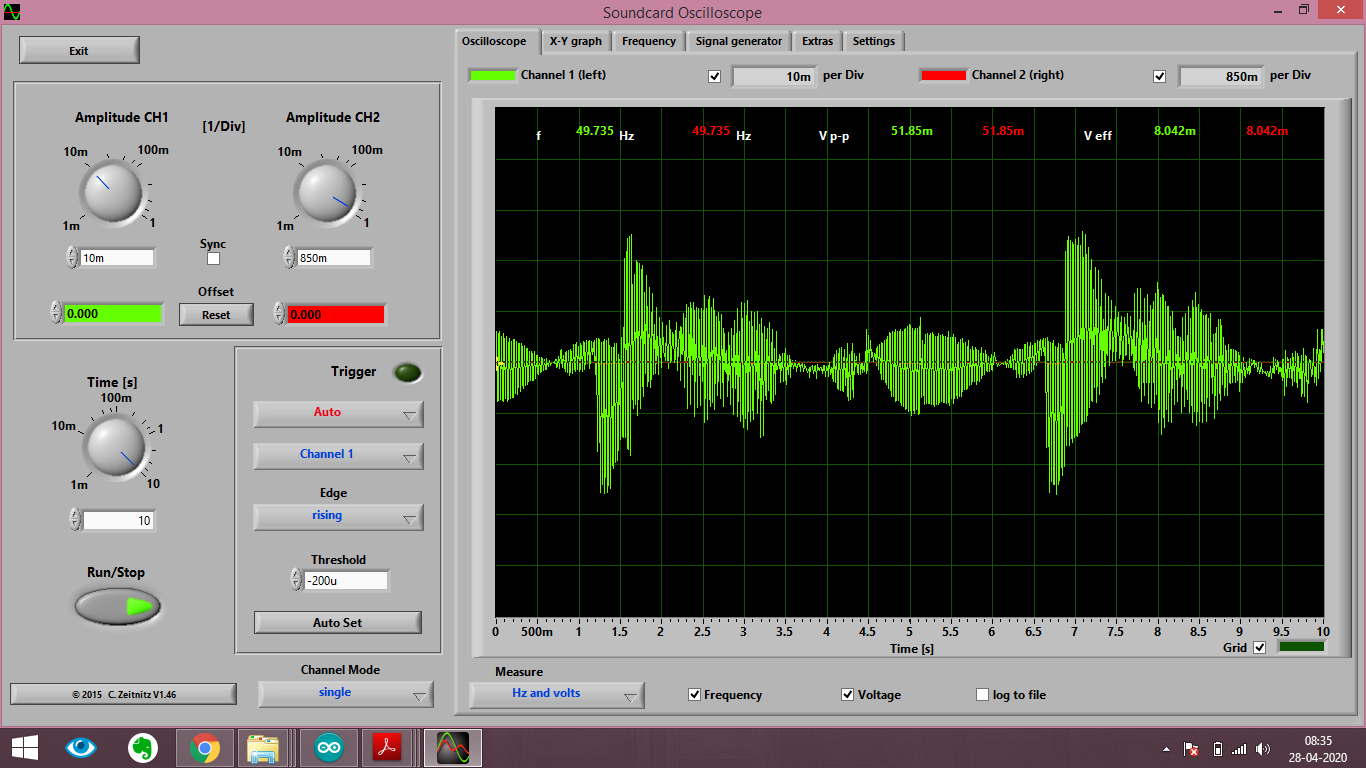 Soundcard Oscilloscope
Exit
Amplitude CH1
[1/Div]
Amplitude CH2
10m
100m
1m
1
10m
100m
1m
1
10m
Sync
850m
Offset
0.000
Reset
0.000
Time [s]
100m
10m
1
1m
10
10
Run/Stop
Trigger
Auto
Channel 1
Edge
rising
Threshold
-200u
Auto Set
Channel Mode
single
© 2015 C. Zeitnitz V1.46
Oscilloscope X-Y graph Frequency Signal generator Extras Settings
Channel 1 (left) 10m per Div Channel 2 (right) 850m per Div
f 49.735 Hz 49.735 Hz V p-p 51.85m 51.85m V eff 8.042m 8.042m
0 500m 1 1.5 2 2.5 3 3.5 4 4.5 5 5.5 6 6.5 7 7.5 8 8.5 9 9.5 10
Time [s]
Grid
Measure
Hz and volts
Frequency
Voltage
log to file
08:35
28-04-2020